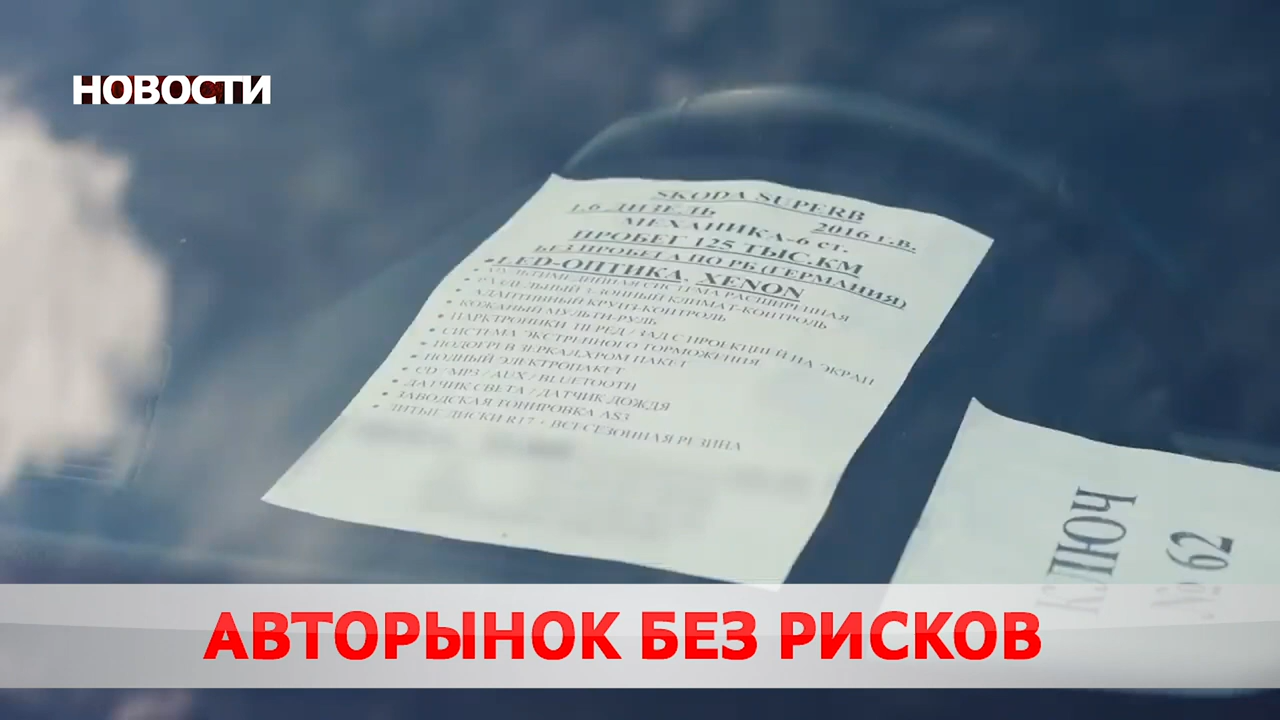 НОВОСТИ
SKODA SUPERB
1.6 ДИЗЕЛЬ 2016 г.в.
МЕХАНИКА-6 ст.
ПРОБЕГ 125 ТЫС.КМ
БЕЗ ПРОБЕГА ПО РБ (ГЕРМАНИЯ)
• LED-ОПТИКА, XENON
• МУЛЬТИМЕДИЙНАЯ СИСТЕМА РАСШИРЕННАЯ
• РАЗДЕЛЬНЫЙ ЗОННЫЙ КЛИМАТ-КОНТРОЛЬ
• АДАПТИВНЫЙ КРУИЗ-КОНТРОЛЬ
• КОЖАНЫЙ МУЛЬТИ-РУЛЬ
• ПАРКТРОНИКИ ПЕРЕД / ЗАД С ПРОЕКЦИЕЙ НА ЭКРАН
• СИСТЕМА ЭКСТРЕННОГО ТОРМОЖЕНИЯ
• ПОДОГРЕВ ЗЕРКАЛ,ХРОМ ПАКЕТ
• ПОЛНЫЙ ЭЛЕКТРОПАКЕТ
• CD / MP3 / AUX / BLUETOOTH
• ДАТЧИК СВЕТА / ДАТЧИК ДОЖДЯ
• ЗАВОДСКАЯ ТОНИРОВКА AS3
• ЛИТЫЕ ДИСКИ R17 + ВСЕСЕЗОННАЯ РЕЗИНА
КЛЮЧ
№ 62
АВТОРЫНОК БЕЗ РИСКОВ